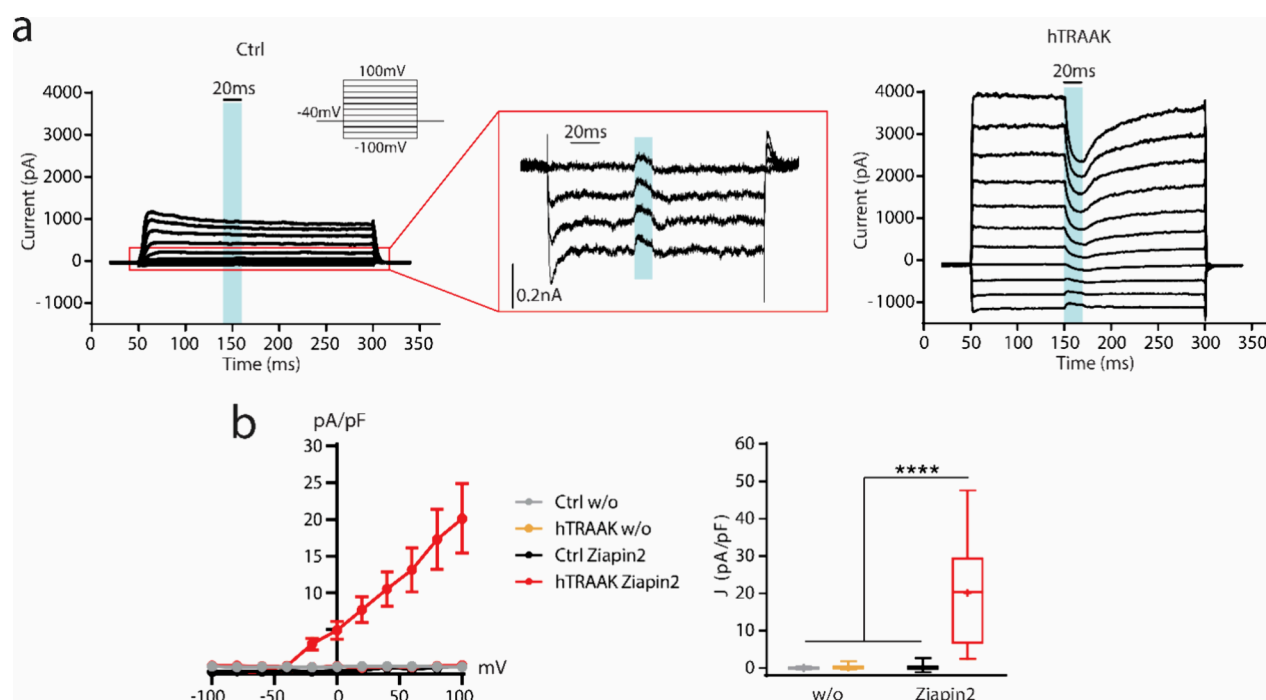 a
Ctrl
hTRAAK
20ms
100mV
-40mV
-100mV
20ms
0.2nA
20ms
4000
3000
2000
1000
0
-1000
Current (pA)
0 50 100 150 200 250 300 350
Time (ms)
4000
3000
2000
1000
0
-1000
Current (pA)
0 50 100 150 200 250 300 350
Time (ms)
b
pA/pF
30
25
20
15
10
-100 -50 0 50 100
mV
Ctrl w/o
hTRAAK w/o
Ctrl Ziapin2
hTRAAK Ziapin2
60
50
40
30
20
10
0
J (pA/pF)
****
w/o Ziapin2